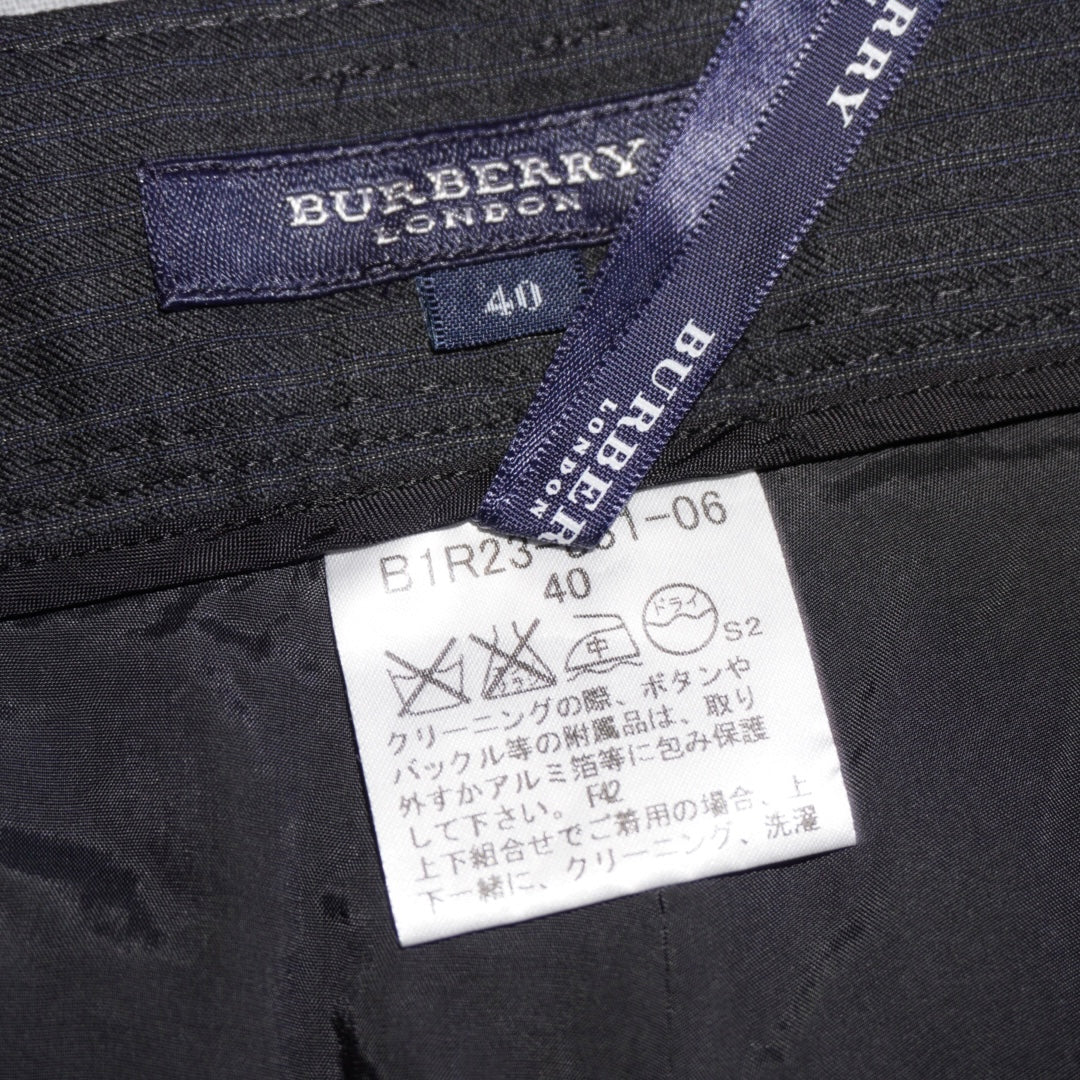 RRY
BURBERRY
LONDON
40
BURBER
LONDON
B1R23- 1-06
40
中 ドライ S2
クリーニングの際、ボタンや
バックル等の附属品は、取り
外すかアルミ箔等に包み保護
して下さい。 F42
上下組合せでご着用の場合、上
下一緒に、クリーニング、洗濯